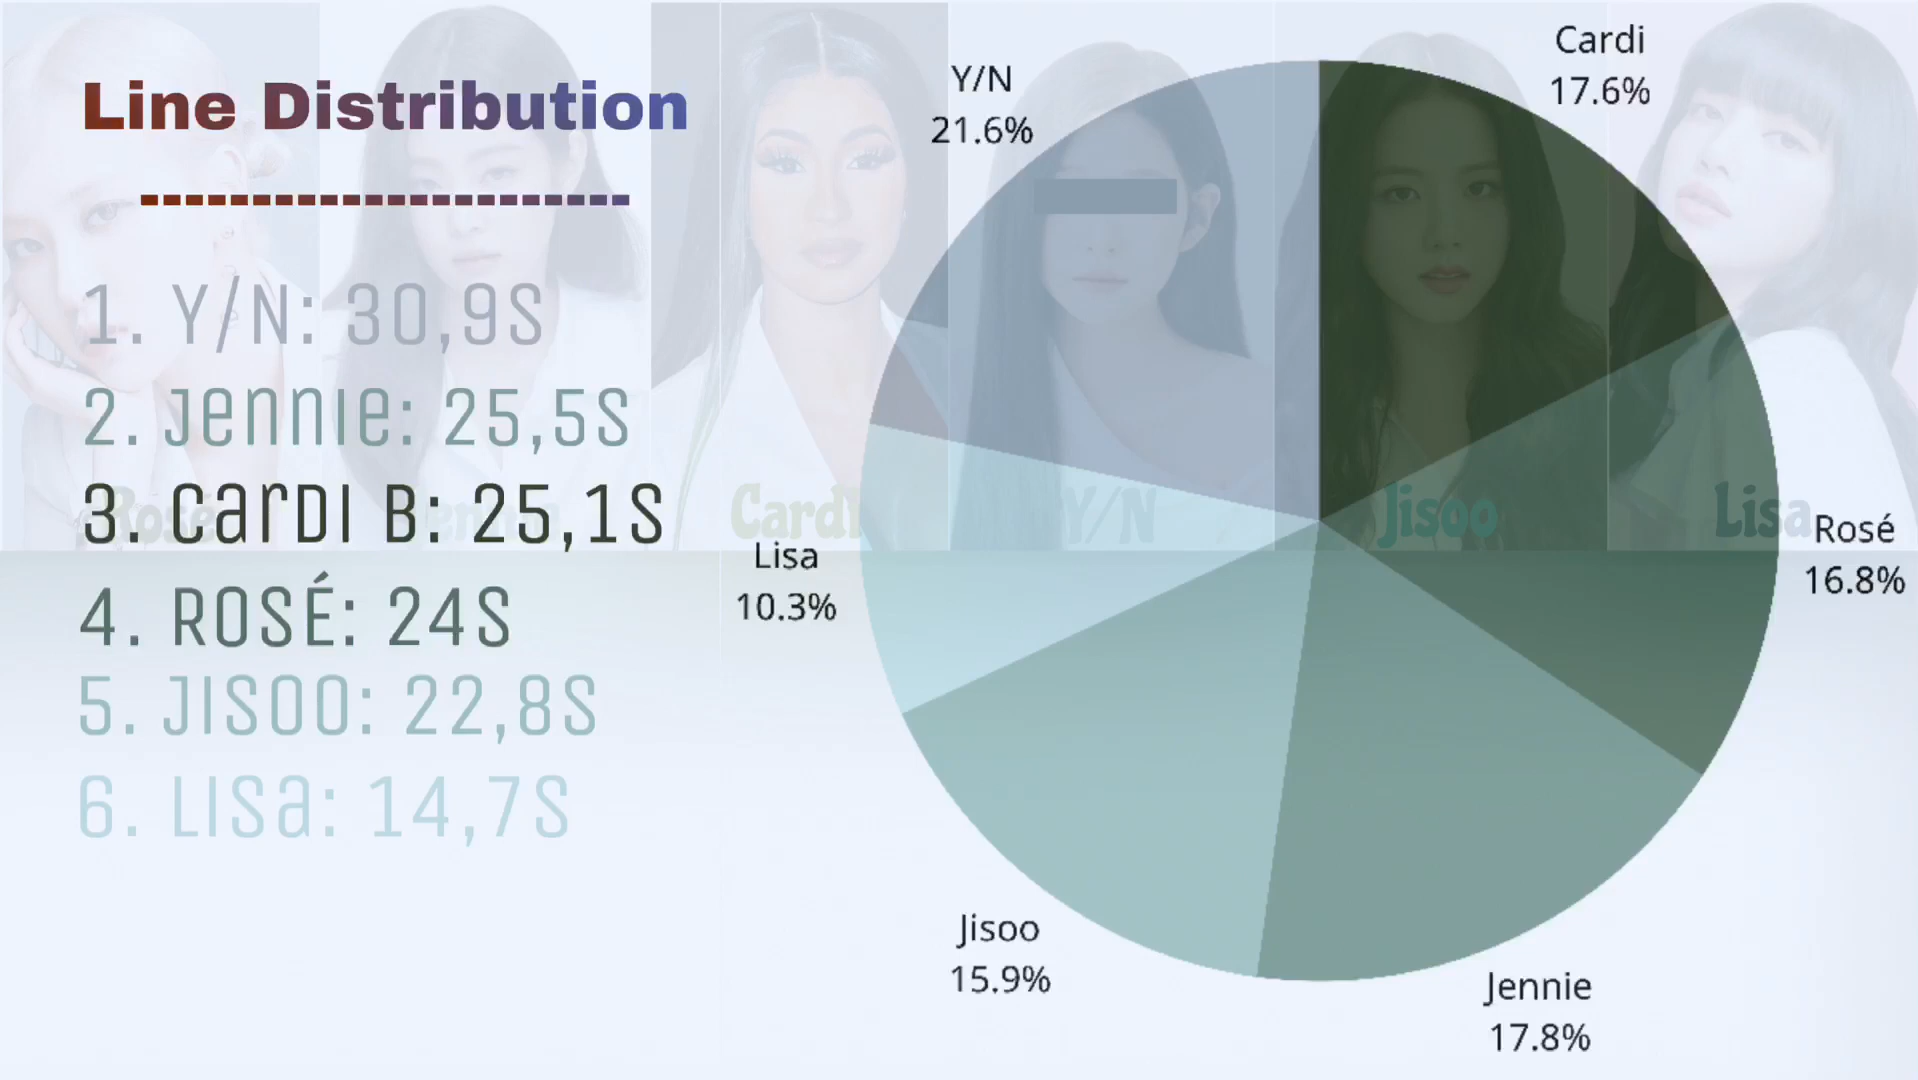 Line Distribution
----------------------
1. Y/N: 30,9S
2. Jennie: 25,5S
3. Cardi B: 25,1S
4. ROSÉ: 24S
5. JISOO: 22,8S
6. Lisa: 14,7S
Y/N
21.6%
Cardi
17.6%
Rosé
16.8%
Lisa
10.3%
Jisoo
15.9%
Jennie
17.8%
Rosé
Cardi
Y/N
Jisoo
Lisa